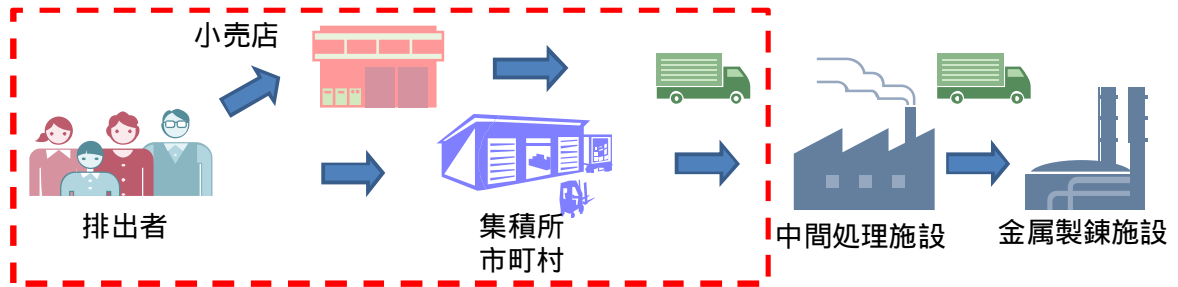 小売店
排出者
集積所
市町村
中間処理施設
金属製錬施設